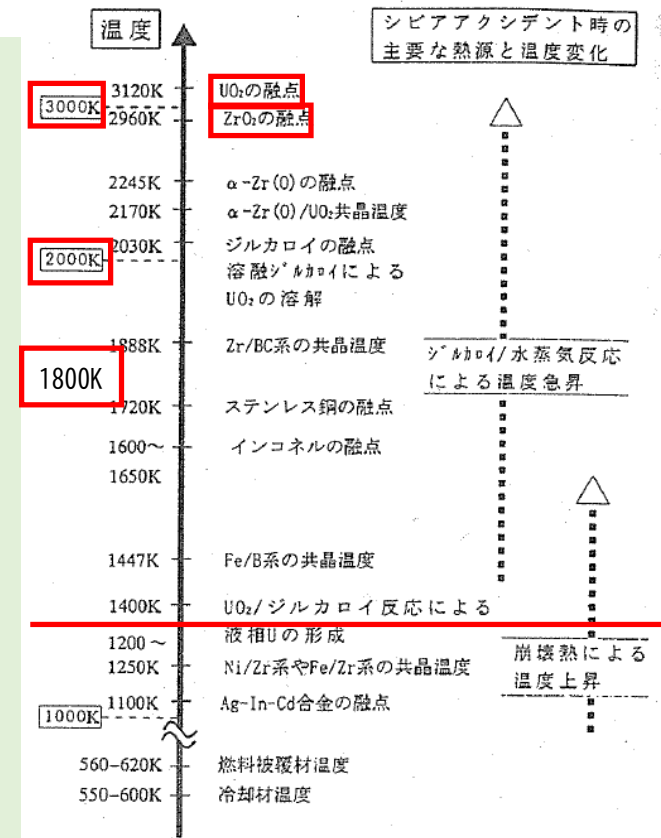 温度
シビアアクシデント時の
主要な熱源と温度変化
3120K UO₂の融点
3000K
2960K ZrO₂の融点
2245K α-Zr(O)の融点
2170K α-Zr(O)/UO₂共晶温度
2030K ジルカロイの融点
2000K
溶融ジルカロイによる
UO₂の溶解
1888K Zr/BC系の共晶温度
ジルカロイ/水蒸気反応
による温度急昇
1800K
1720K ステンレス鋼の融点
1600～ インコネルの融点
1650K
1447K Fe/B系の共晶温度
1400K UO₂/ジルカロイ反応による
液相Uの形成
1200～
1250K Ni/Zr系やFe/Zr系の共晶温度
崩壊熱による
温度上昇
1100K Ag-In-Cd合金の融点
1000K
560-620K 燃料被覆材温度
550-600K 冷却材温度